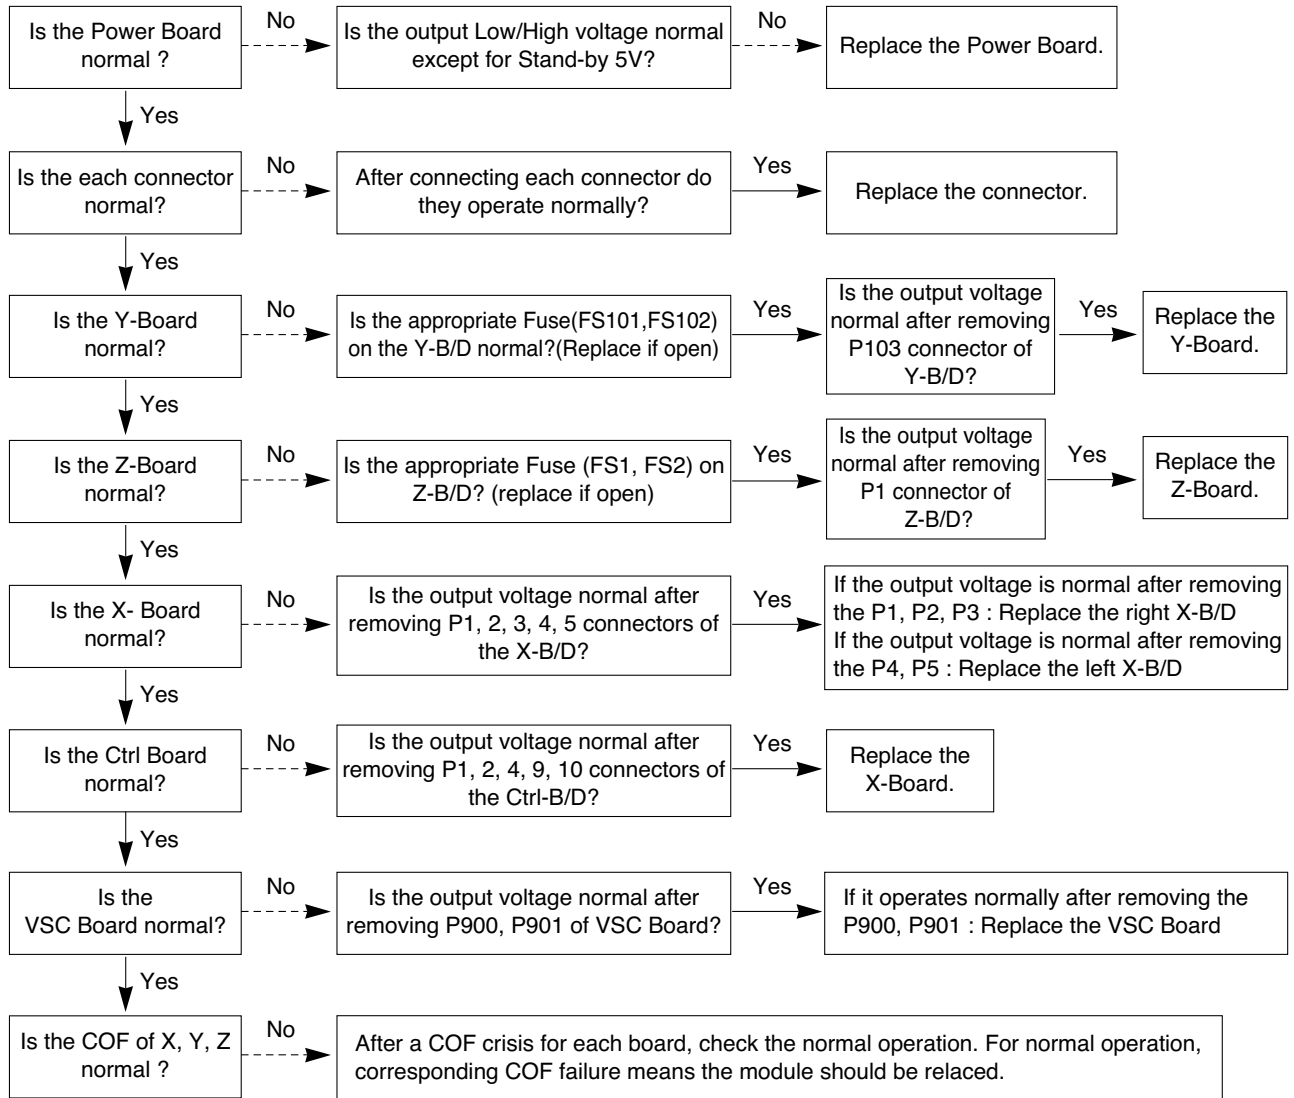 Is the Power Board
normal ?
No
Is the output Low/High voltage normal
except for Stand-by 5V?
No
Replace the Power Board.
Yes
Is the each connector
normal?
No
After connecting each connector do
they operate normally?
Yes
Replace the connector.
Yes
Is the Y-Board
normal?
No
Is the appropriate Fuse(FS101,FS102)
on the Y-B/D normal?(Replace if open)
Yes
Is the output voltage
normal after removing
P103 connector of
Y-B/D?
Yes
Replace the
Y-Board.
Yes
Is the Z-Board
normal?
No
Is the appropriate Fuse (FS1, FS2) on
Z-B/D? (replace if open)
Yes
Is the output voltage
normal after removing
P1 connector of
Z-B/D?
Yes
Replace the
Z-Board.
Yes
Is the X- Board
normal?
No
Is the output voltage normal after
removing P1, 2, 3, 4, 5 connectors of
the X-B/D?
Yes
If the output voltage is normal after removing
the P1, P2, P3 : Replace the right X-B/D
If the output voltage is normal after removing
the P4, P5 : Replace the left X-B/D
Yes
Is the Ctrl Board
normal?
No
Is the output voltage normal after
removing P1, 2, 4, 9, 10 connectors of
the Ctrl-B/D?
Yes
Replace the
X-Board.
Yes
Is the
VSC Board normal?
No
Is the output voltage normal after
removing P900, P901 of VSC Board?
Yes
If it operates normally after removing the
P900, P901 : Replace the VSC Board
Yes
Is the COF of X, Y, Z
normal ?
No
After a COF crisis for each board, check the normal operation. For normal operation,
corresponding COF failure means the module should be relaced.